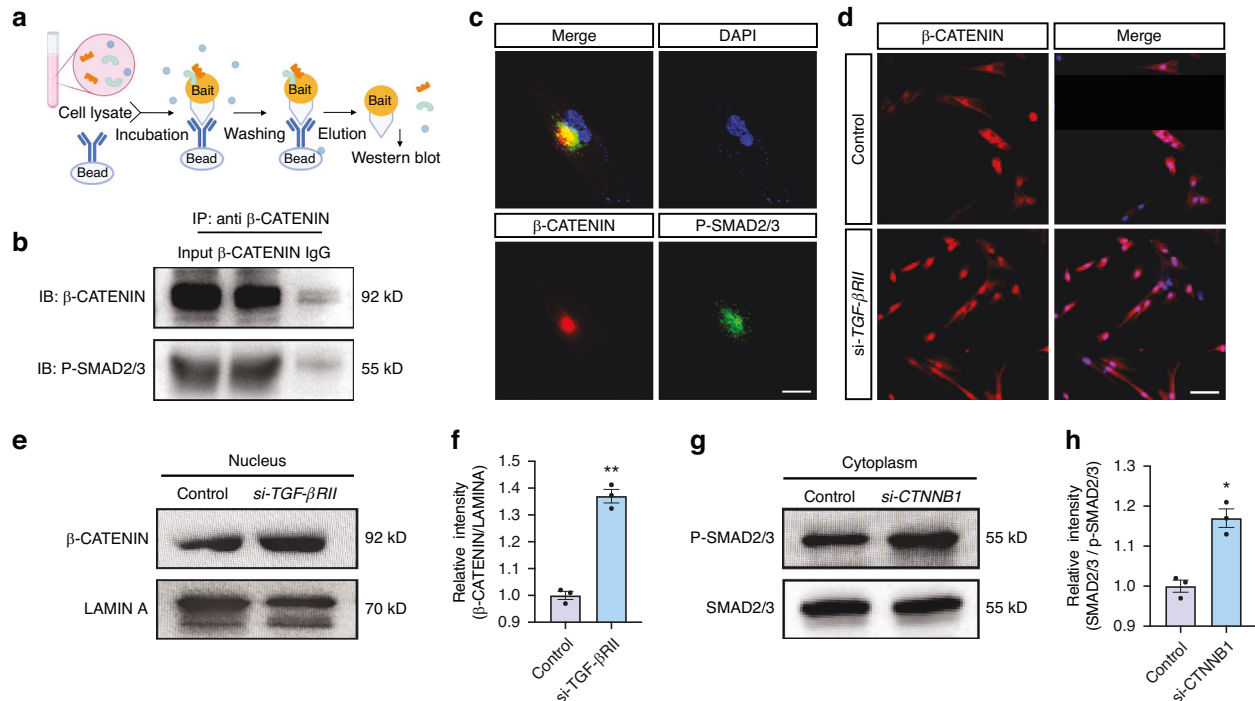 a
Cell lysate
Incubation
Washing
Elution
Bait
Bait
Bait
Bead
Bead
Bead
Western blot
b
IP: anti β-CATENIN
Input β-CATENIN IgG
IB: β-CATENIN
92 kD
IB: P-SMAD2/3
55 kD
c
Merge
DAPI
β-CATENIN
P-SMAD2/3
d
β-CATENIN
Merge
Control
si-TGF-βRII
e
Nucleus
Control
si-TGF-βRII
β-CATENIN
92 kD
LAMIN A
70 kD
f
Relative intensity
(β-CATENIN/LAMINA)
1.5
1.4
1.3
1.2
1.1
1.0
0.9
**
Control
si-TGF-βRII
g
Cytoplasm
Control
si-CTNNB1
P-SMAD2/3
55 kD
SMAD2/3
55 kD
h
Relative intensity
(SMAD2/3 / p-SMAD2/3)
1.3
1.2
1.1
1.0
0.9
*
Control
si-CTNNB1